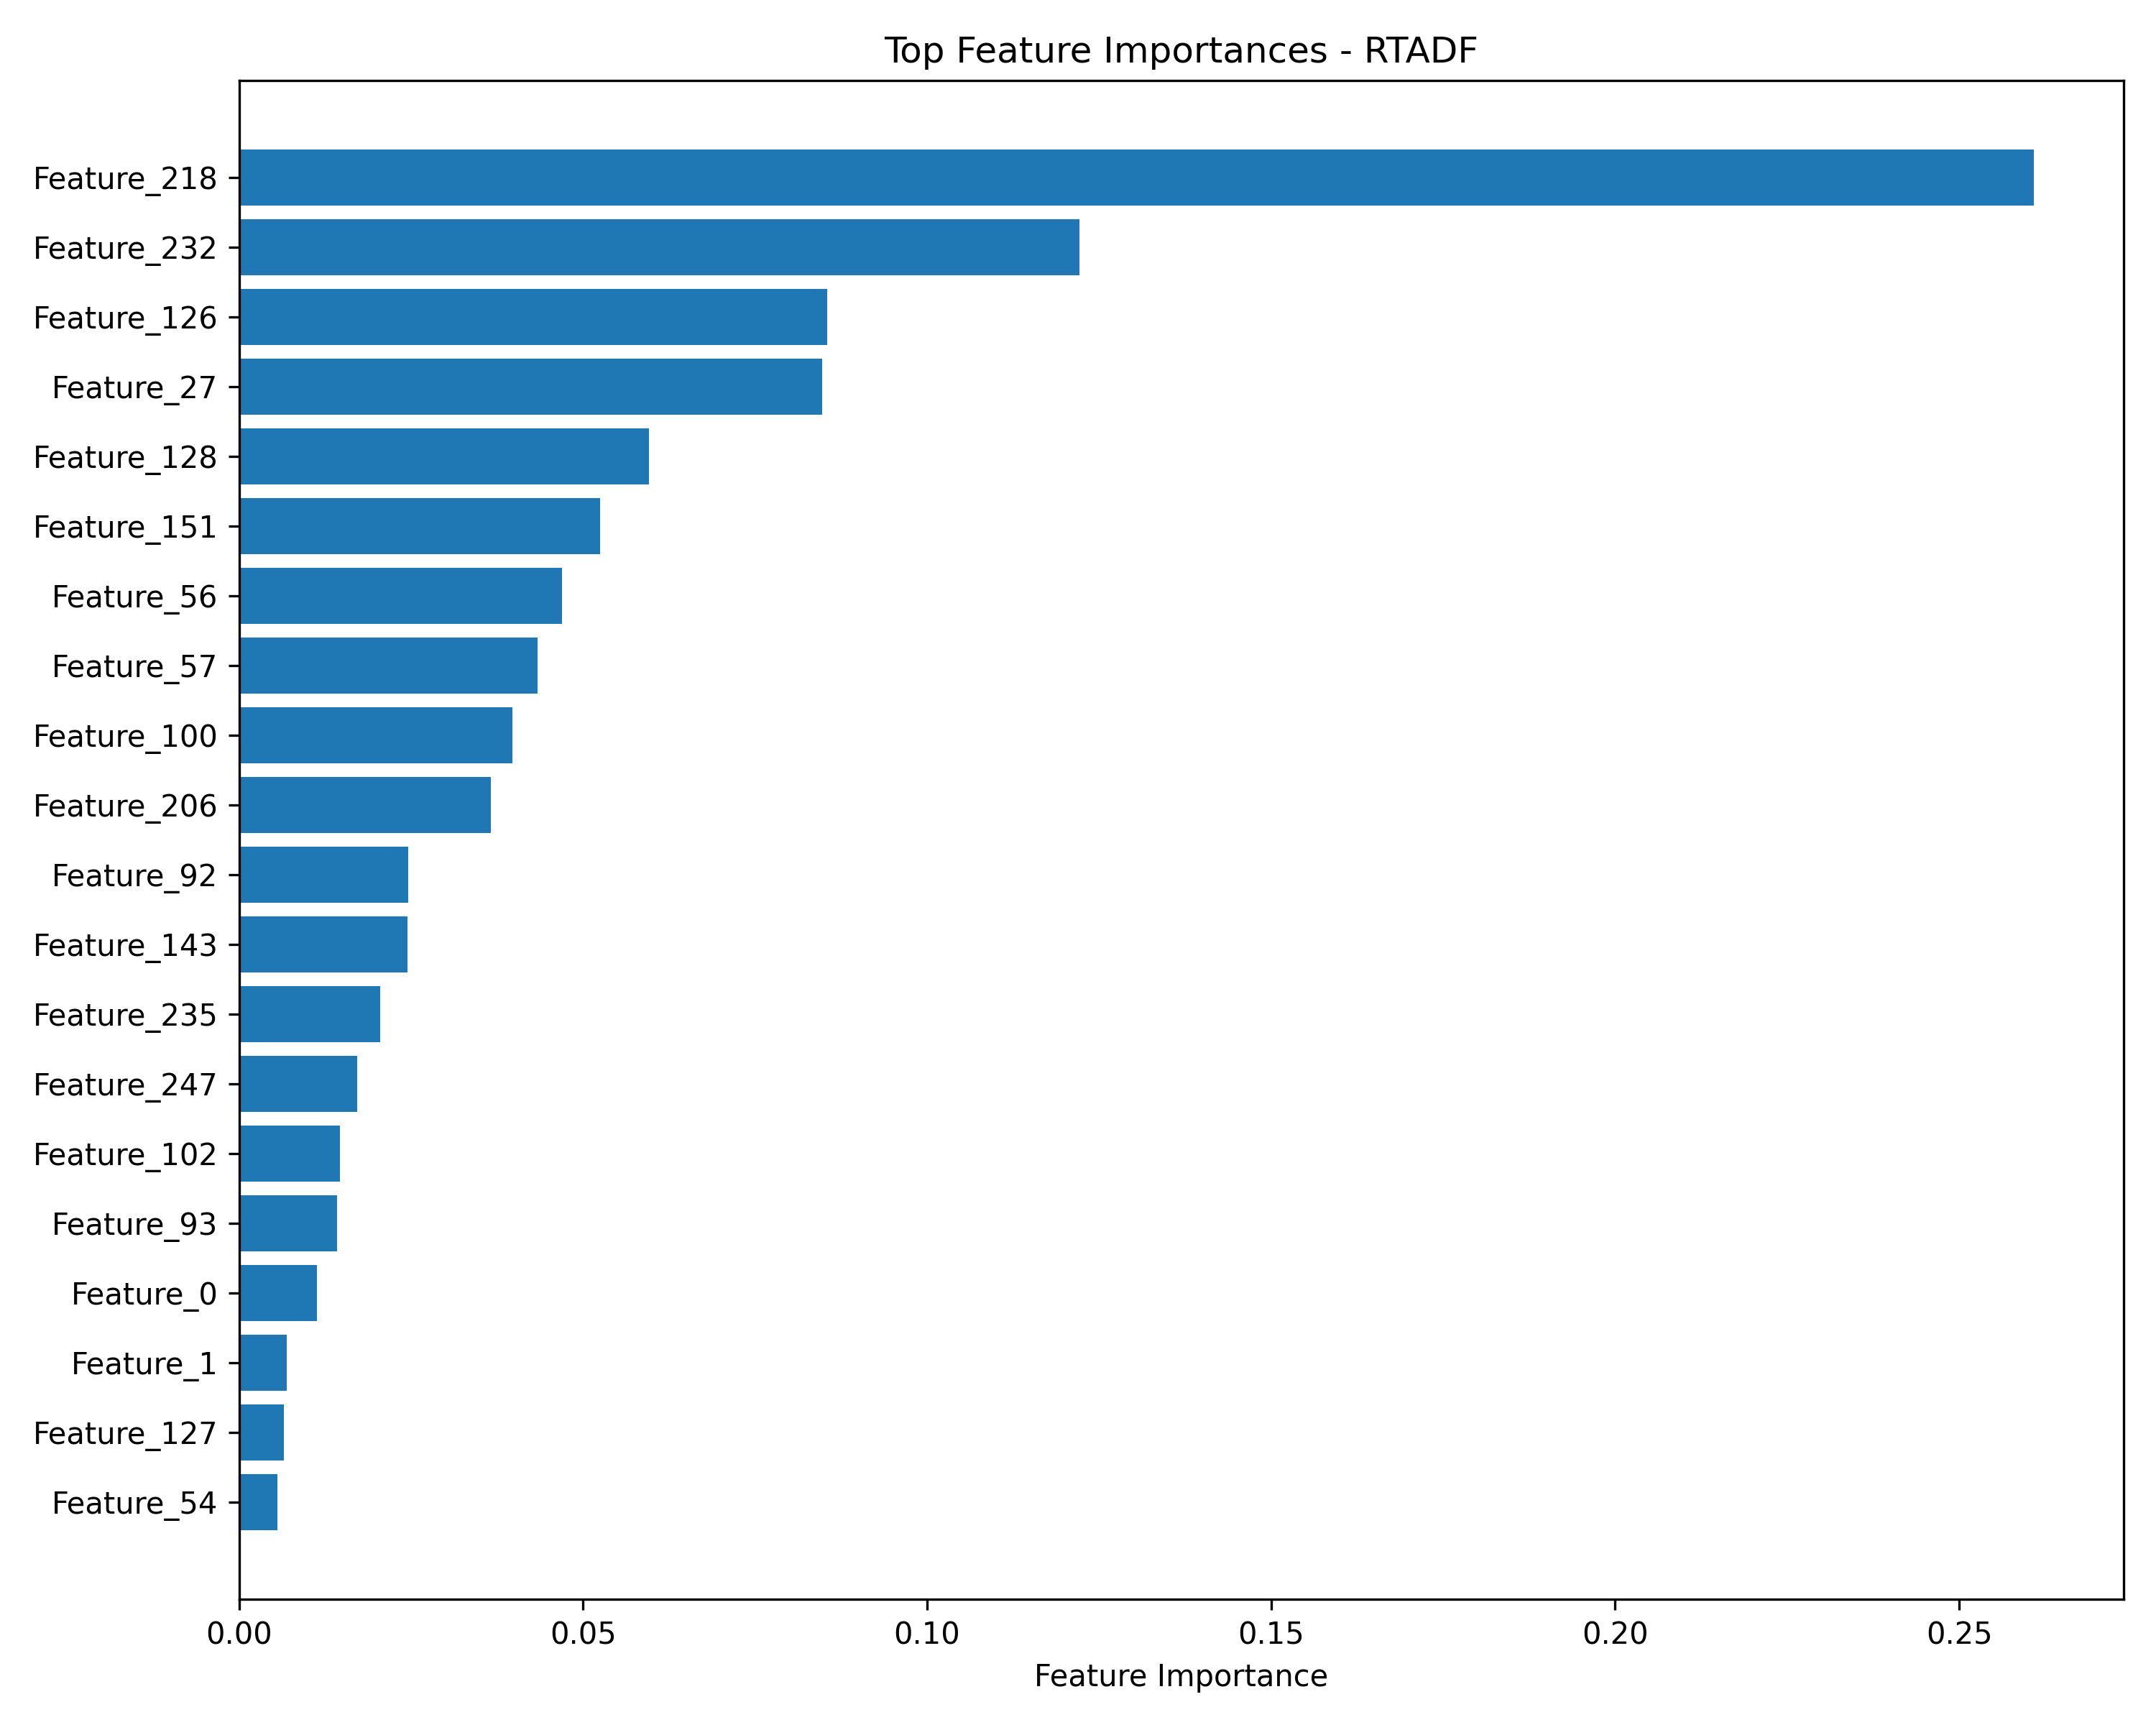 Top Feature Importances - RTADF
Feature_218
Feature_232
Feature_126
Feature_27
Feature_128
Feature_151
Feature_56
Feature_57
Feature_100
Feature_206
Feature_92
Feature_143
Feature_235
Feature_247
Feature_102
Feature_93
Feature_0
Feature_1
Feature_127
Feature_54
0.00 0.05 0.10 0.15 0.20 0.25
Feature Importance